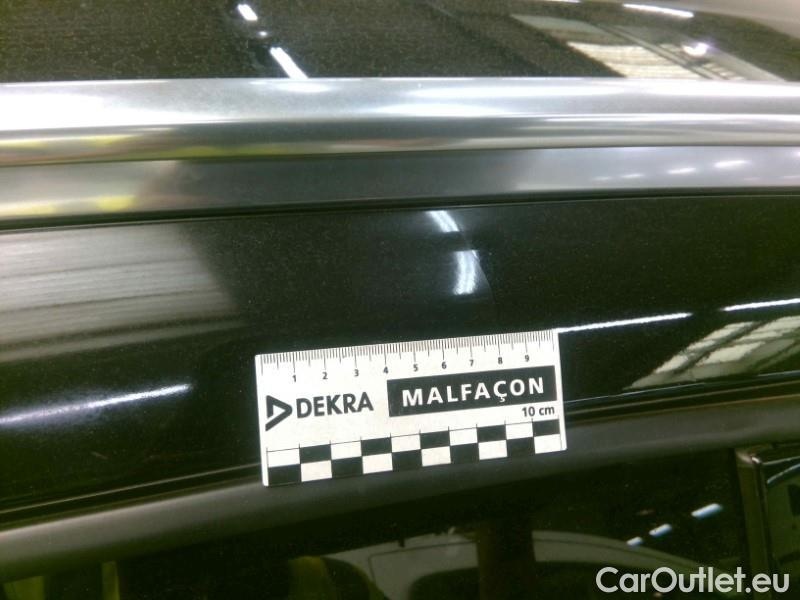 1 2 3 4 5 6 7 8 9
DEKRA MALFAÇON
10 cm
CarOutlet.eu